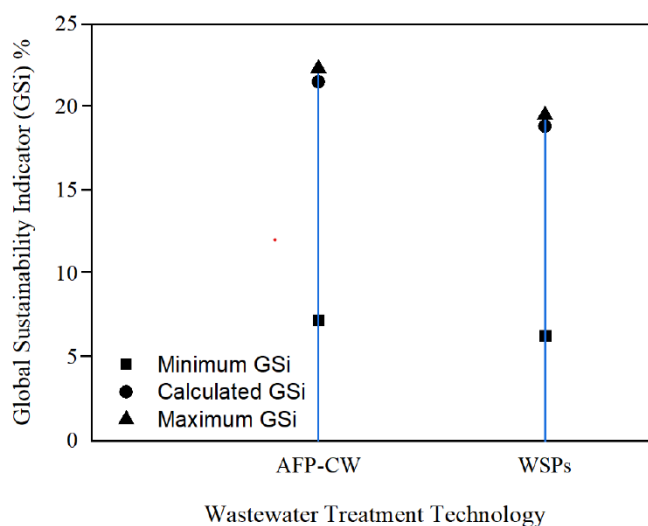 Global Sustainability Indicator (GSi) %
25
20
15
10
5
0
Minimum GSi
Calculated GSi
Maximum GSi
AFP-CW WSPs
Wastewater Treatment Technology